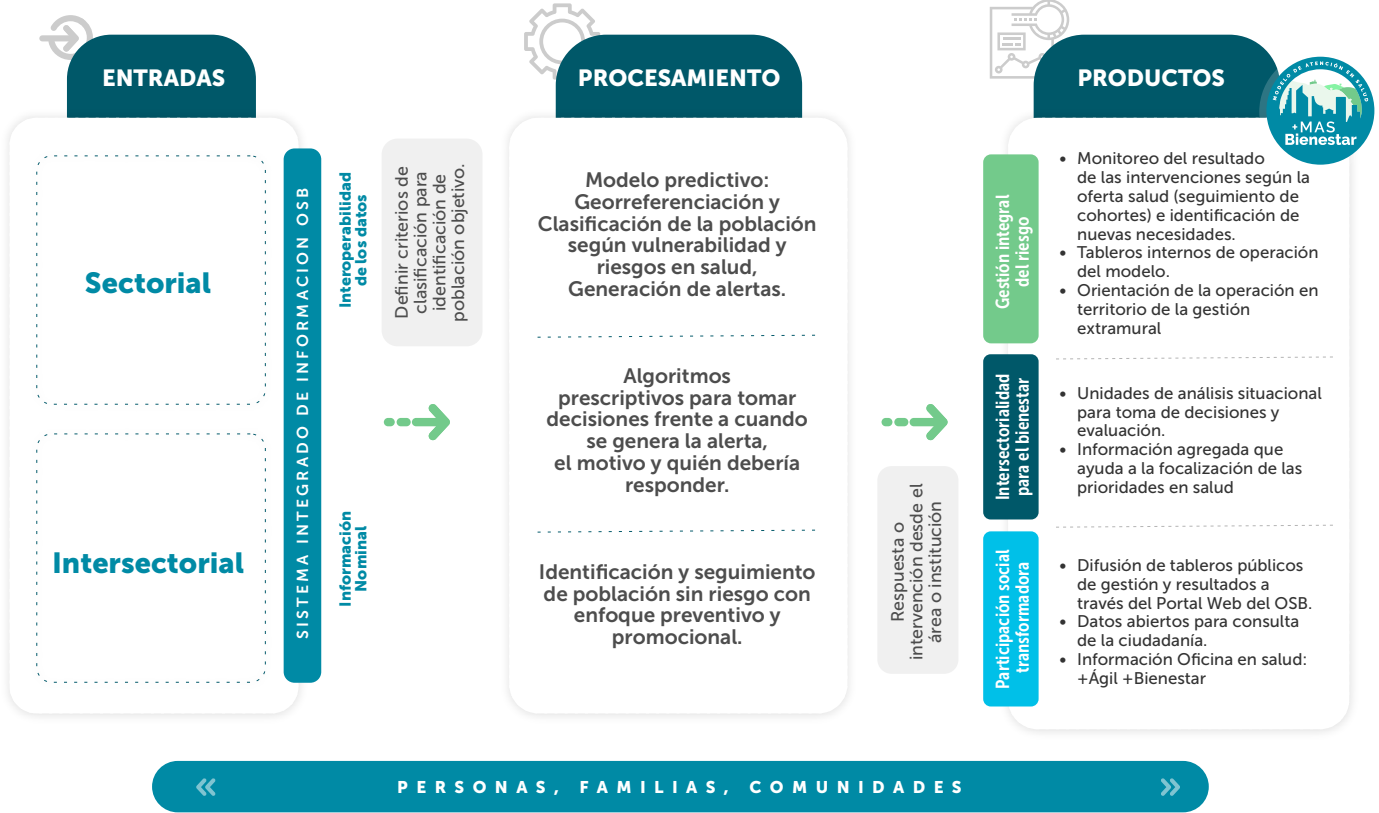 ENTRADAS
Sectorial
Intersectorial
SISTEMA INTEGRADO DE INFORMACION OSB
Interoperabilidad
de los datos
Información
Nominal
Definir criterios de
clasificación para
identificación de
población objetivo.
PROCESAMIENTO
Modelo predictivo:
Georreferenciación y
Clasificación de la población
según vulnerabilidad y
riesgos en salud,
Generación de alertas.
Algoritmos
prescriptivos para tomar
decisiones frente a cuando
se genera la alerta,
el motivo y quién debería
responder.
Identificación y seguimiento
de población sin riesgo con
enfoque preventivo y
promocional.
Respuesta o
intervención desde el
área o institución
PRODUCTOS
MODELO DE ATENCIÓN EN SALUD
+MAS
Bienestar
Gestión integral
del riesgo
• Monitoreo del resultado
de las intervenciones según la
oferta salud (seguimiento de
cohortes) e identificación de
nuevas necesidades.
• Tableros internos de operación
del modelo.
• Orientación de la operación en
territorio de la gestión
extramural
Intersectorialidad
para el bienestar
• Unidades de análisis situacional
para toma de decisiones y
evaluación.
• Información agregada que
ayuda a la focalización de las
prioridades en salud
Participación social
transformadora
• Difusión de tableros públicos
de gestión y resultados a
través del Portal Web del OSB.
• Datos abiertos para consulta
de la ciudadanía.
• Información Oficina en salud:
+Ágil +Bienestar
PERSONAS, FAMILIAS, COMUNIDADES